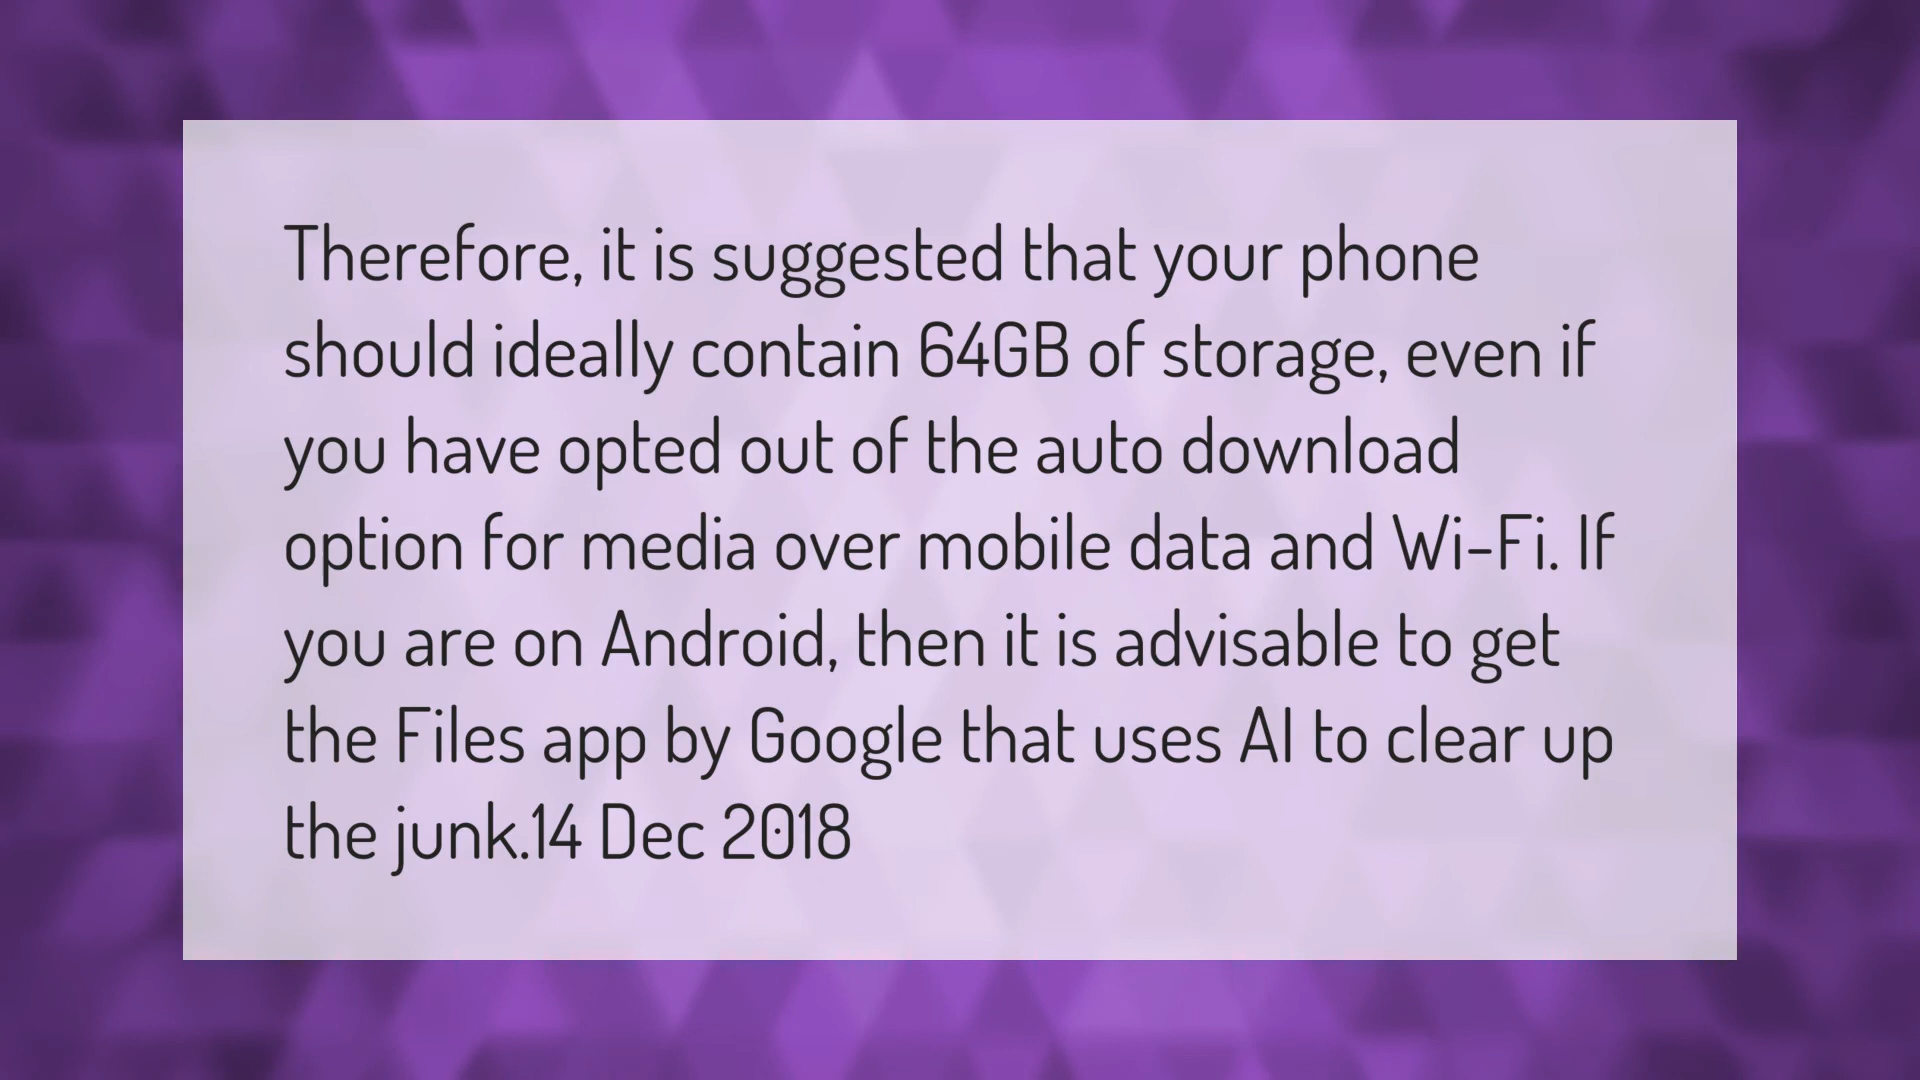 Therefore, it is suggested that your phone
should ideally contain 64GB of storage, even if
you have opted out of the auto download
option for media over mobile data and Wi-Fi. If
you are on Android, then it is advisable to get
the Files app by Google that uses AI to clear up
the junk.14 Dec 2018